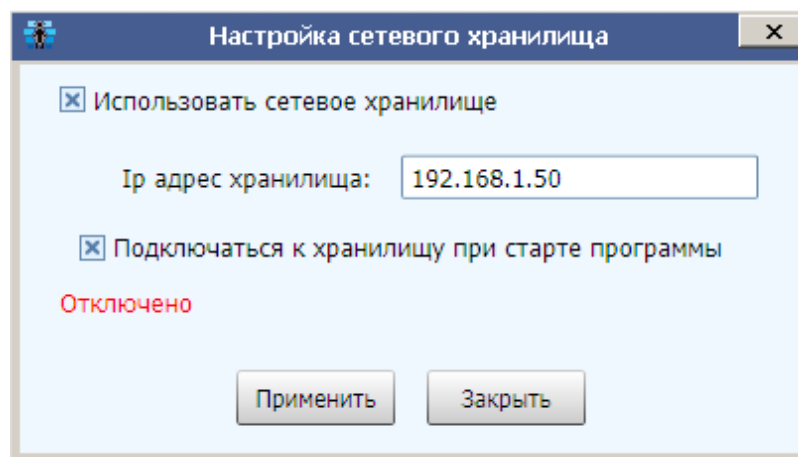 Настройка сетевого хранилища
Использовать сетевое хранилище
Ip адрес хранилища: 192.168.1.50
Подключаться к хранилищу при старте программы
Отключено
Применить Закрыть